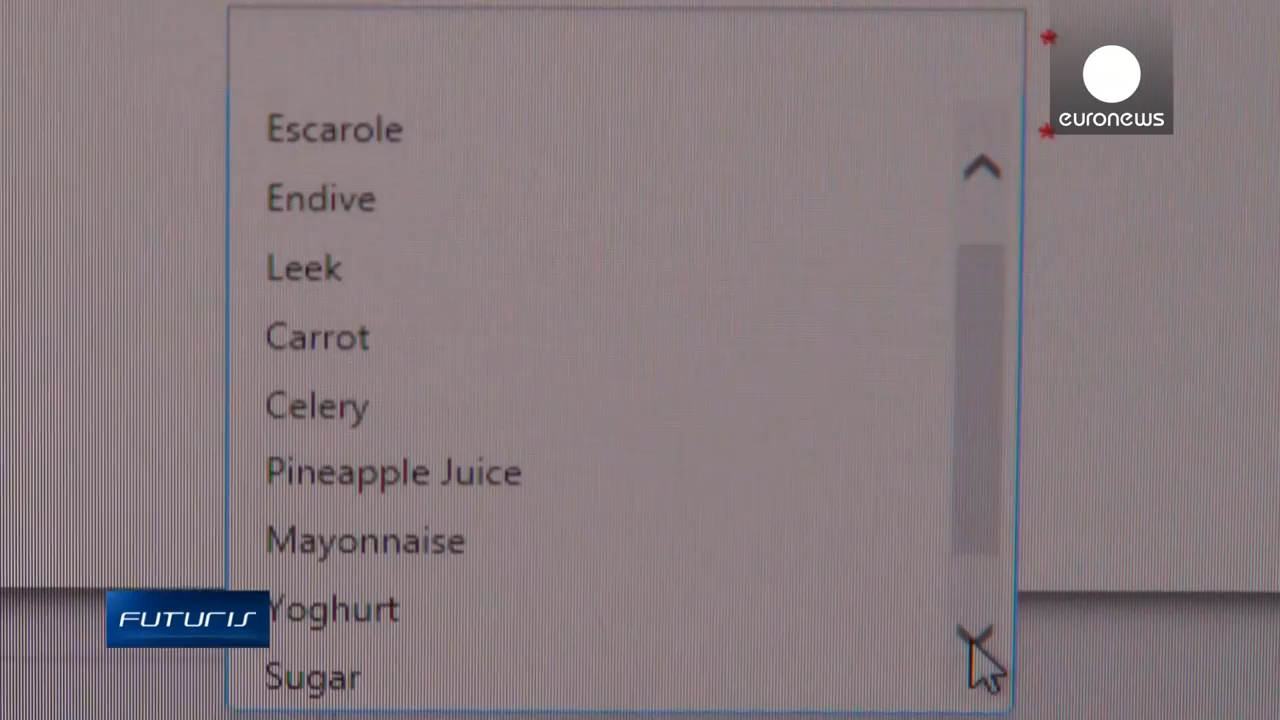 *
euronews
Escarole
*
Endive
Leek
Carrot
Celery
Pineapple Juice
Mayonnaise
Yoghurt
FUTURIS
Sugar